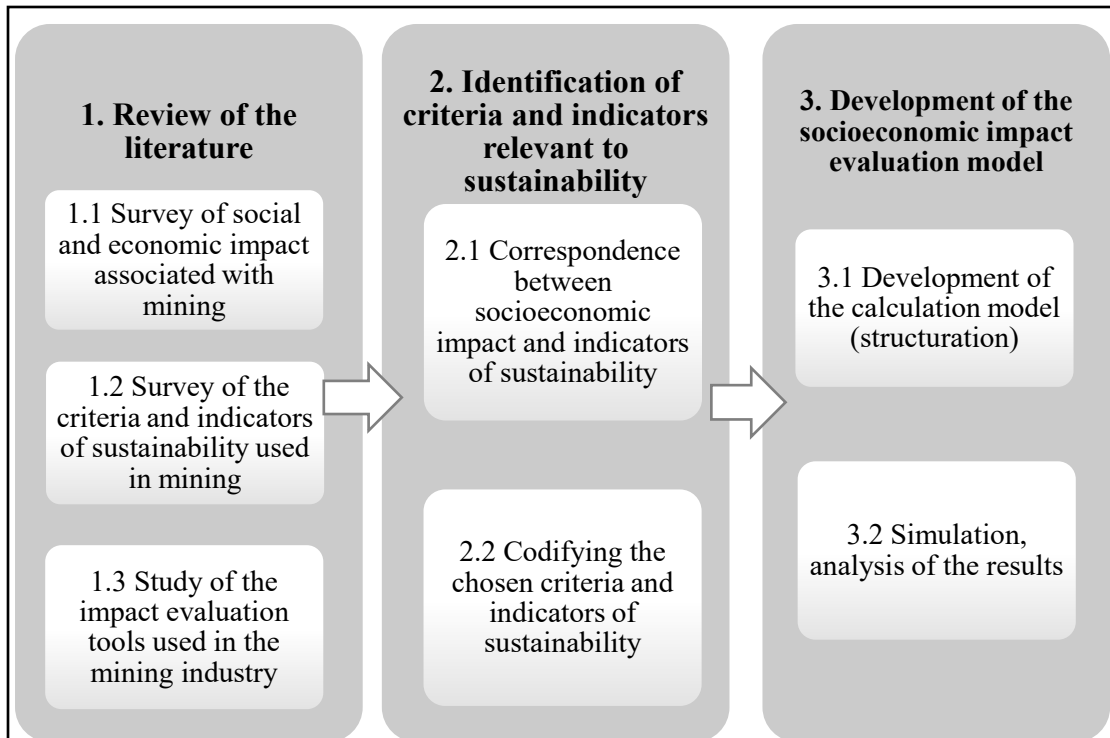 1. Review of the
literature
1.1 Survey of social
and economic impact
associated with
mining
1.2 Survey of the
criteria and indicators
of sustainability used
in mining
1.3 Study of the
impact evaluation
tools used in the
mining industry
2. Identification of
criteria and indicators
relevant to
sustainability
2.1 Correspondence
between
socioeconomic
impact and indicators
of sustainability
2.2 Codifying the
chosen criteria and
indicators of
sustainability
3. Development of the
socioeconomic impact
evaluation model
3.1 Development of
the calculation model
(structuration)
3.2 Simulation,
analysis of the results